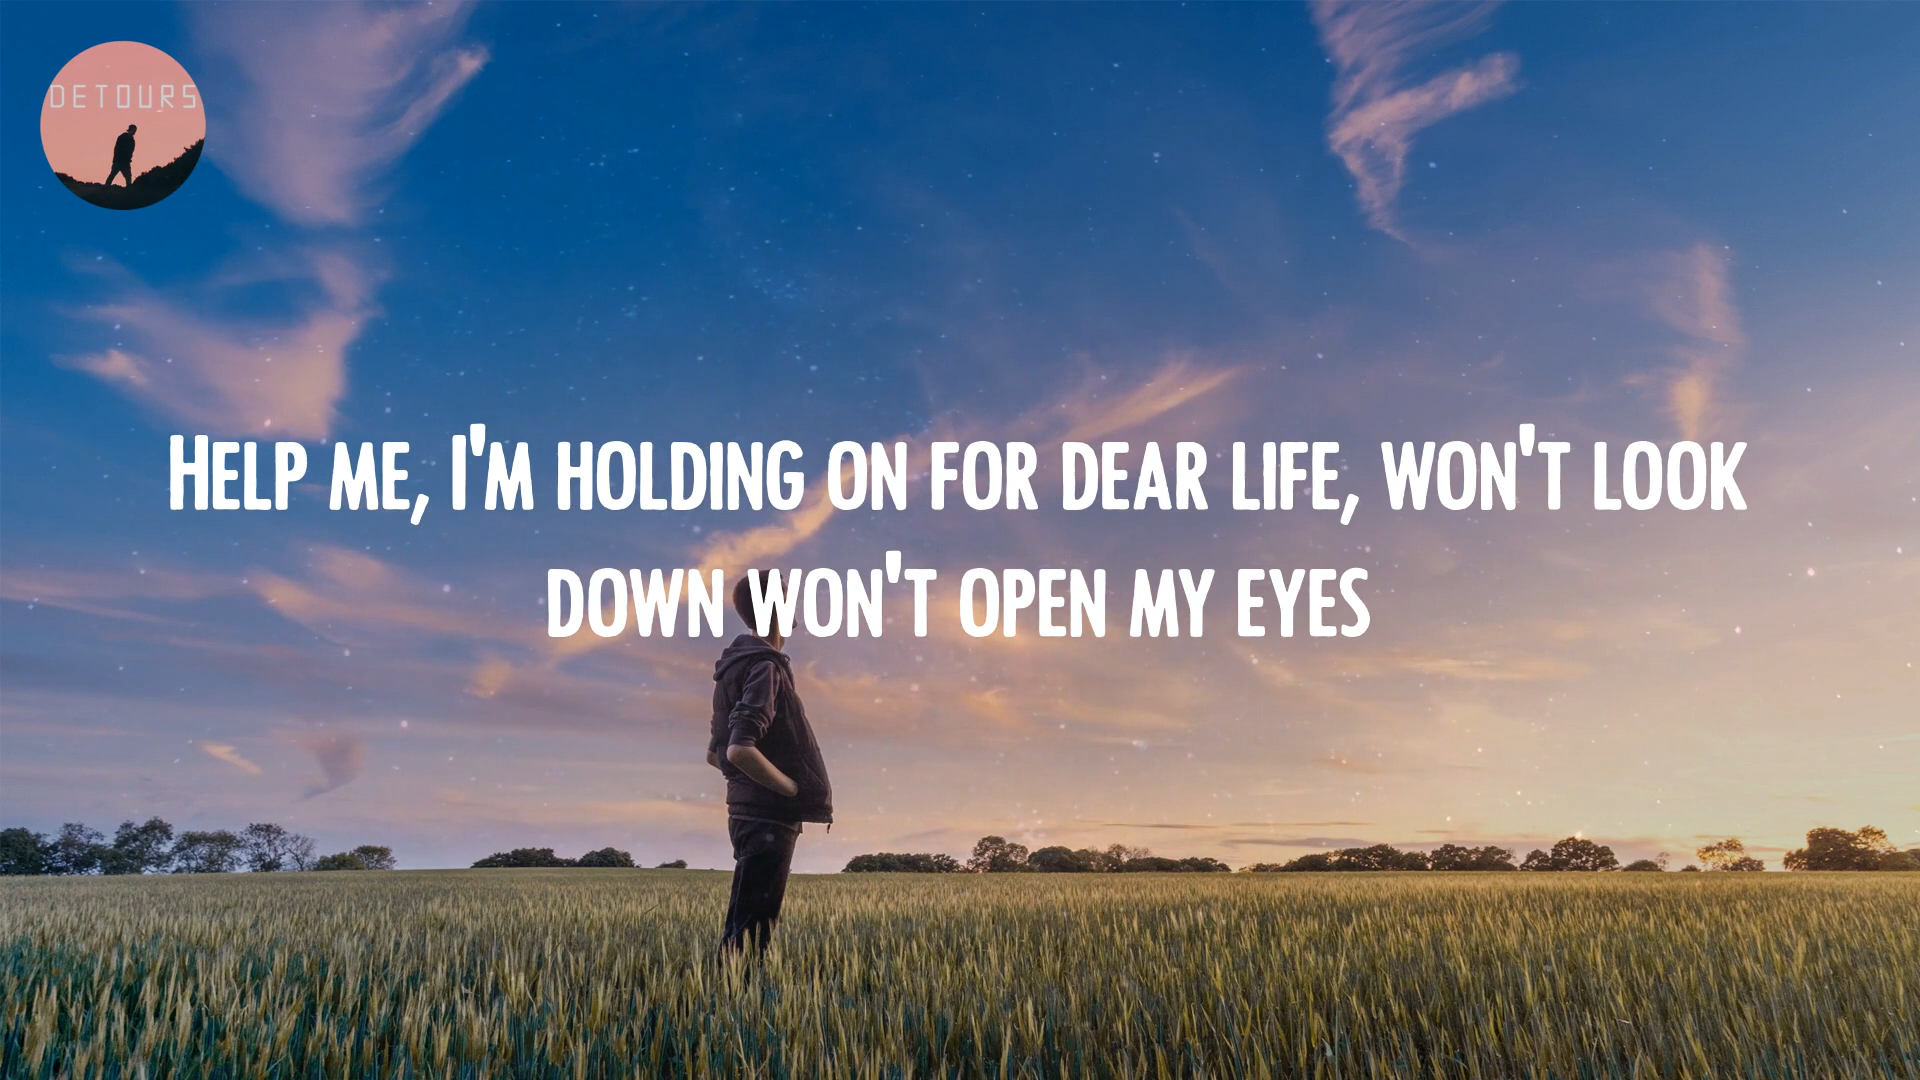 DETOURS
Help me, I'm holding on for dear life, won't look
down won't open my eyes